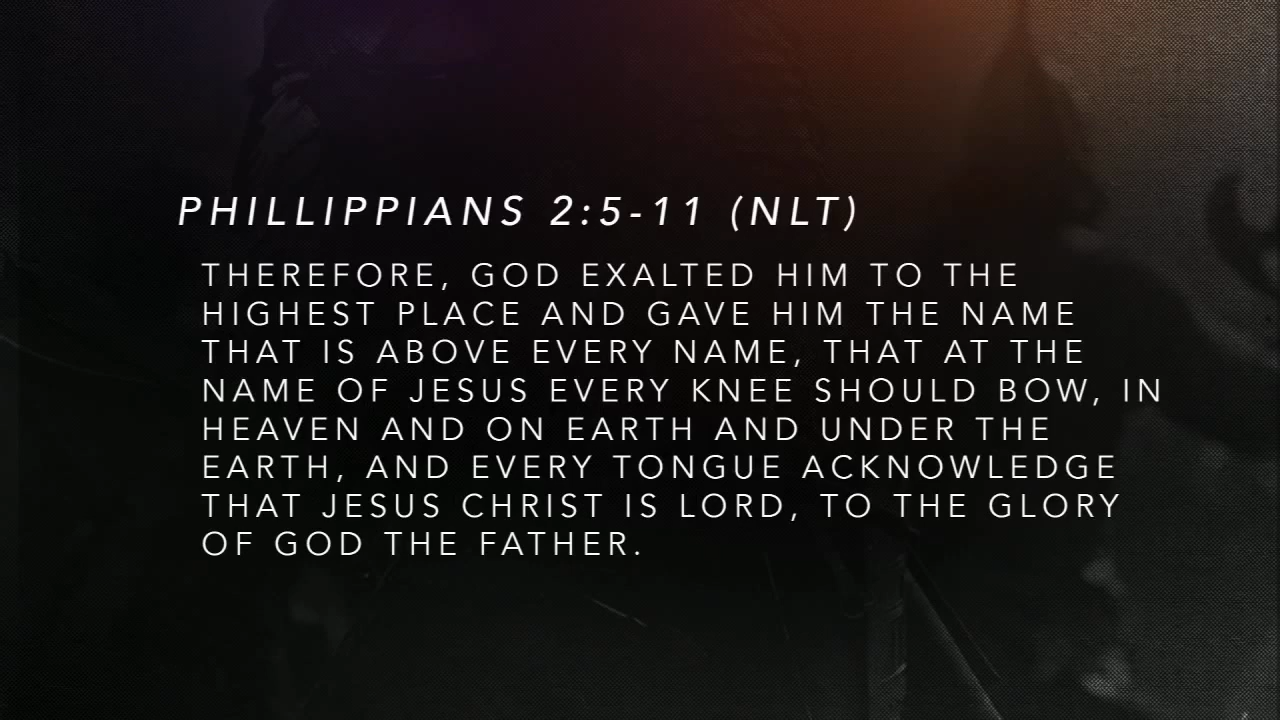 PHILLIPPIANS 2:5-11 (NLT)
THEREFORE, GOD EXALTED HIM TO THE
HIGHEST PLACE AND GAVE HIM THE NAME
THAT IS ABOVE EVERY NAME, THAT AT THE
NAME OF JESUS EVERY KNEE SHOULD BOW, IN
HEAVEN AND ON EARTH AND UNDER THE
EARTH, AND EVERY TONGUE ACKNOWLEDGE
THAT JESUS CHRIST IS LORD, TO THE GLORY
OF GOD THE FATHER.